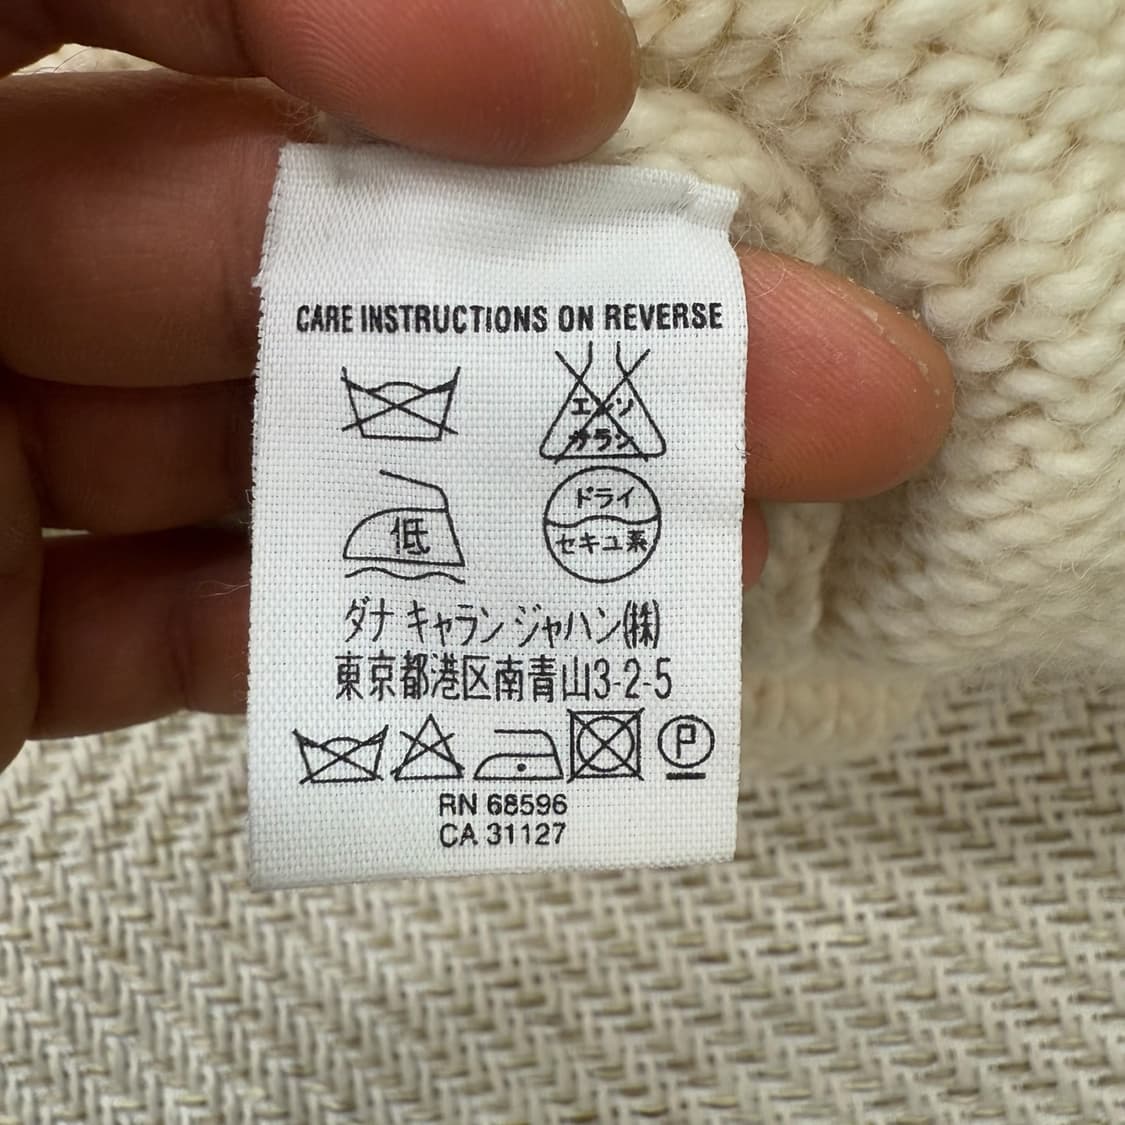 CARE INSTRUCTIONS ON REVERSE
エンソ
サラシ
低
ドライ
セキユ系
ダナ キャラン ジャハン(株)
東京都港区南青山3-2-5
P
RN 68596
CA 31127